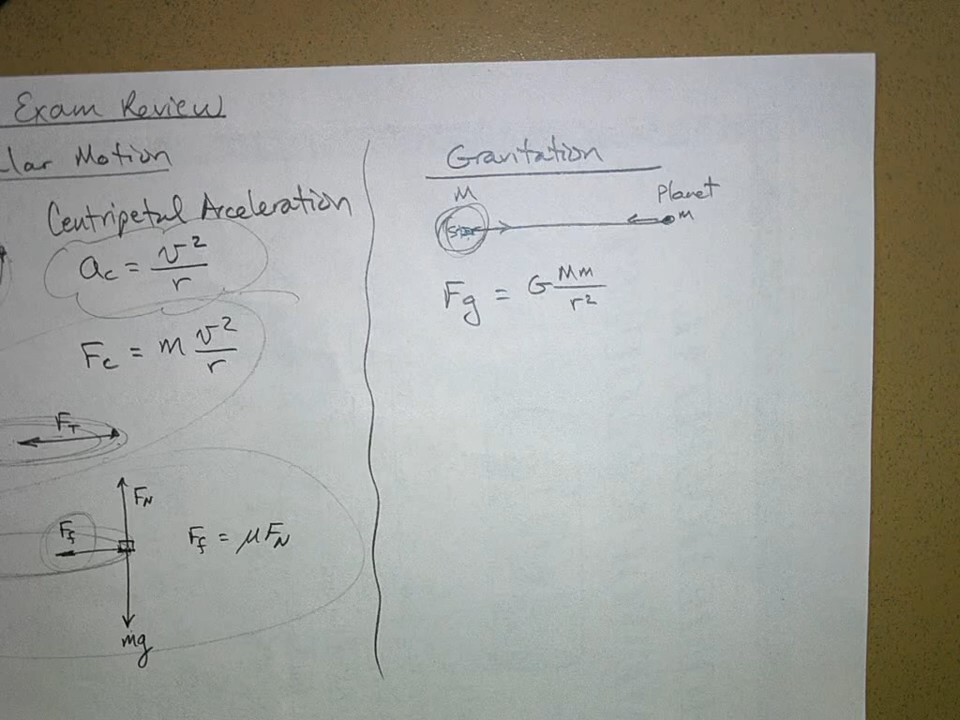 Exam Review
lar Motion
Centripetal Acceleration
ac = v²/r
Fc = m v²/r
FT
FN
Ff
Ff = μFN
mg
Gravitation
M
Planet
Star
m
Fg = G Mm/r²